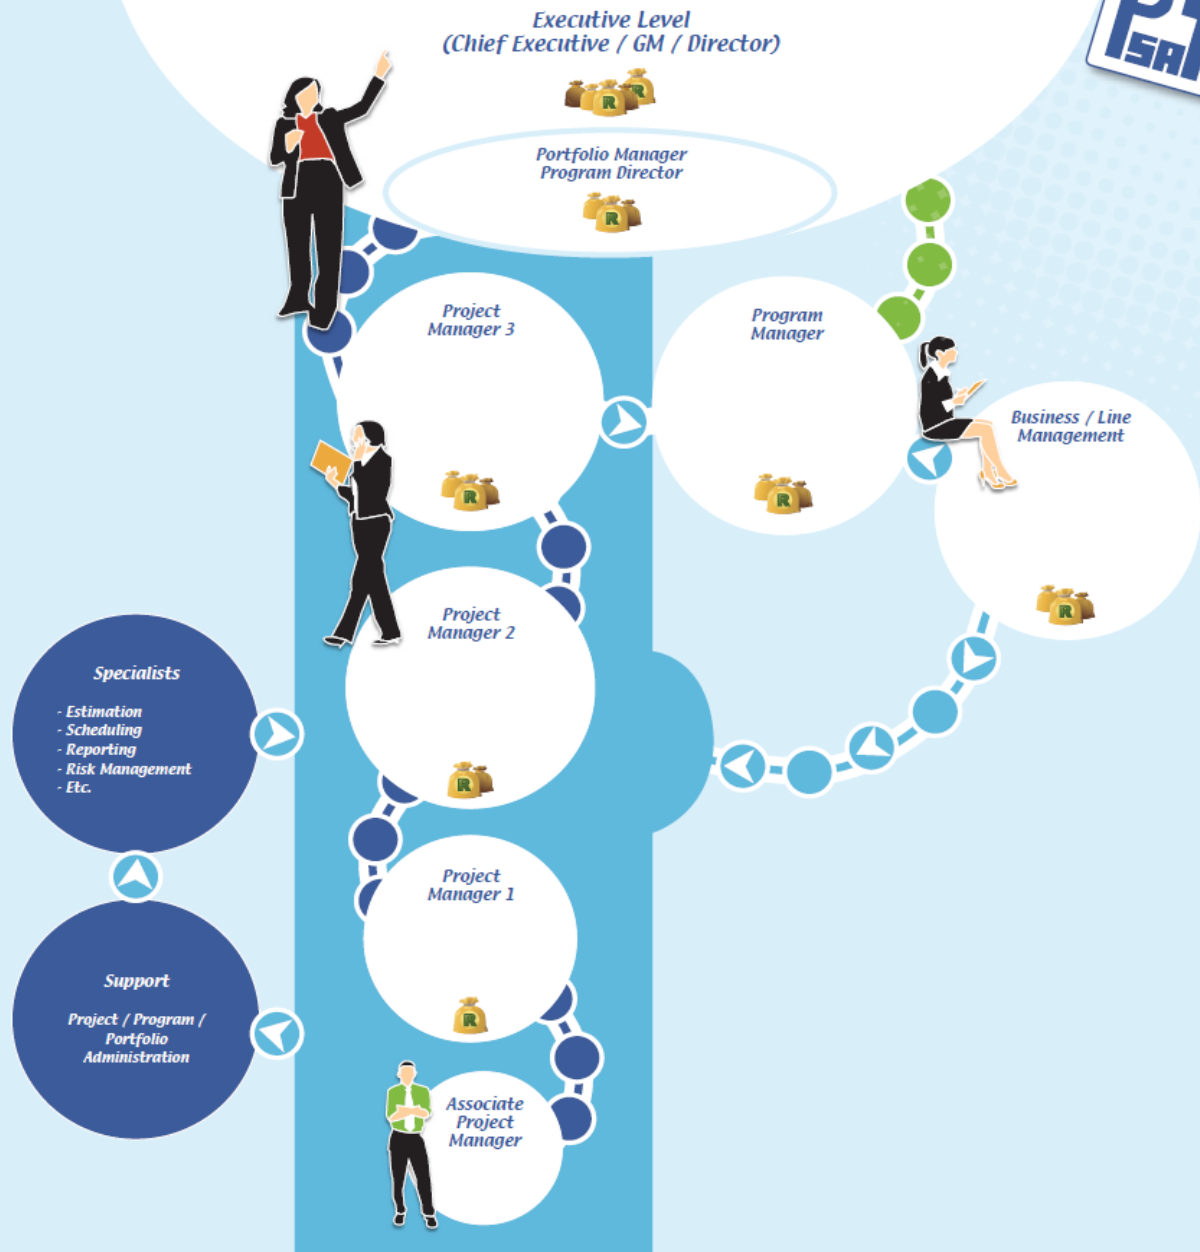 Executive Level
(Chief Executive / GM / Director)
R
R
Portfolio Manager
Program Director
R
Project
Manager 3
R
Program
Manager
R
Business / Line
Management
R
Project
Manager 2
R
Specialists
- Estimation
- Scheduling
- Reporting
- Risk Management
- Etc.
Project
Manager 1
R
Support
Project / Program /
Portfolio
Administration
Associate
Project
Manager